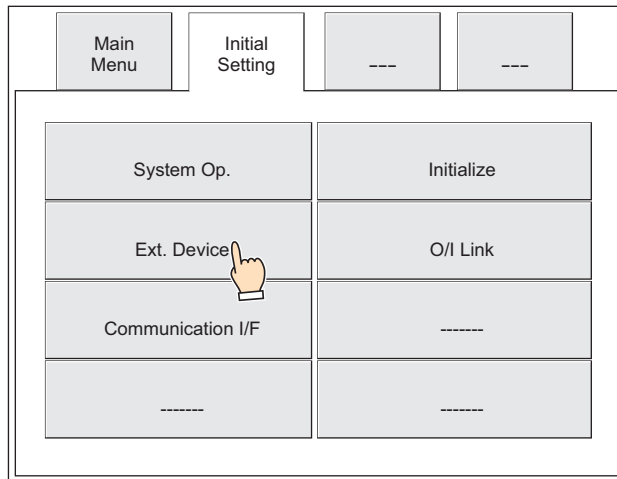 Main
Menu
Initial
Setting
---
---
System Op.
Initialize
Ext. Device
O/I Link
Communication I/F
-------
-------
-------